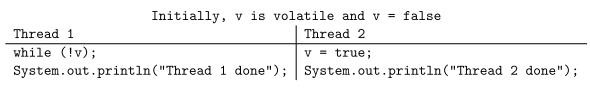 Initially, v is volatile and v = false
Thread 1 Thread 2
while (!v); v = true;
System.out.println("Thread 1 done"); System.out.println("Thread 2 done");